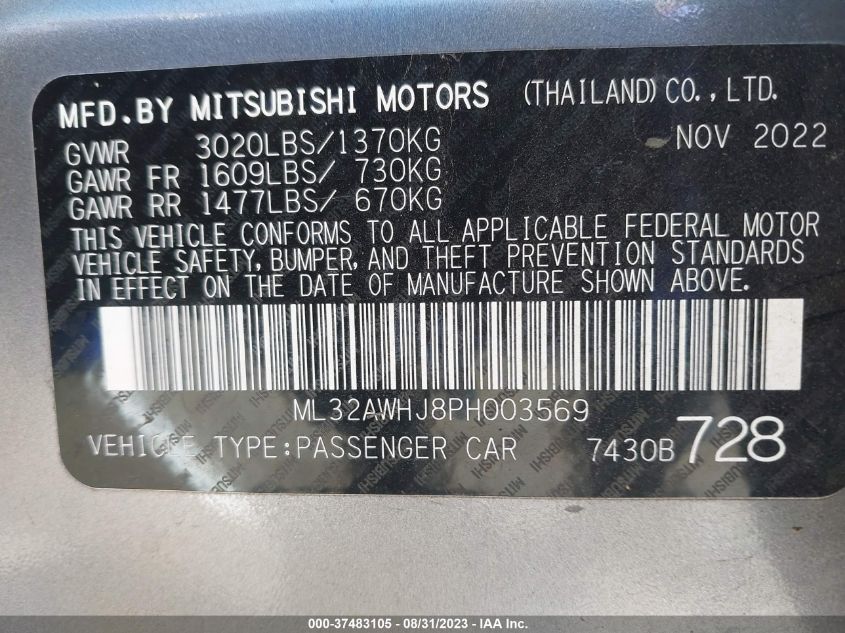 MFD. BY MITSUBISHI MOTORS (THAILAND) CO., LTD.
GVWR 3020LBS/1370KG NOV 2022
GAWR FR 1609LBS/ 730KG
GAWR RR 1477LBS/ 670KG
THIS VEHICLE CONFORMS TO ALL APPLICABLE FEDERAL MOTOR
VEHICLE SAFETY, BUMPER, AND THEFT PREVENTION STANDARDS
IN EFFECT ON THE DATE OF MANUFACTURE SHOWN ABOVE.
ML32AWHJ8PH003569
VEHICLE TYPE:PASSENGER CAR 7430B 728
000-37483105 - 08/31/2023 - IAA Inc.